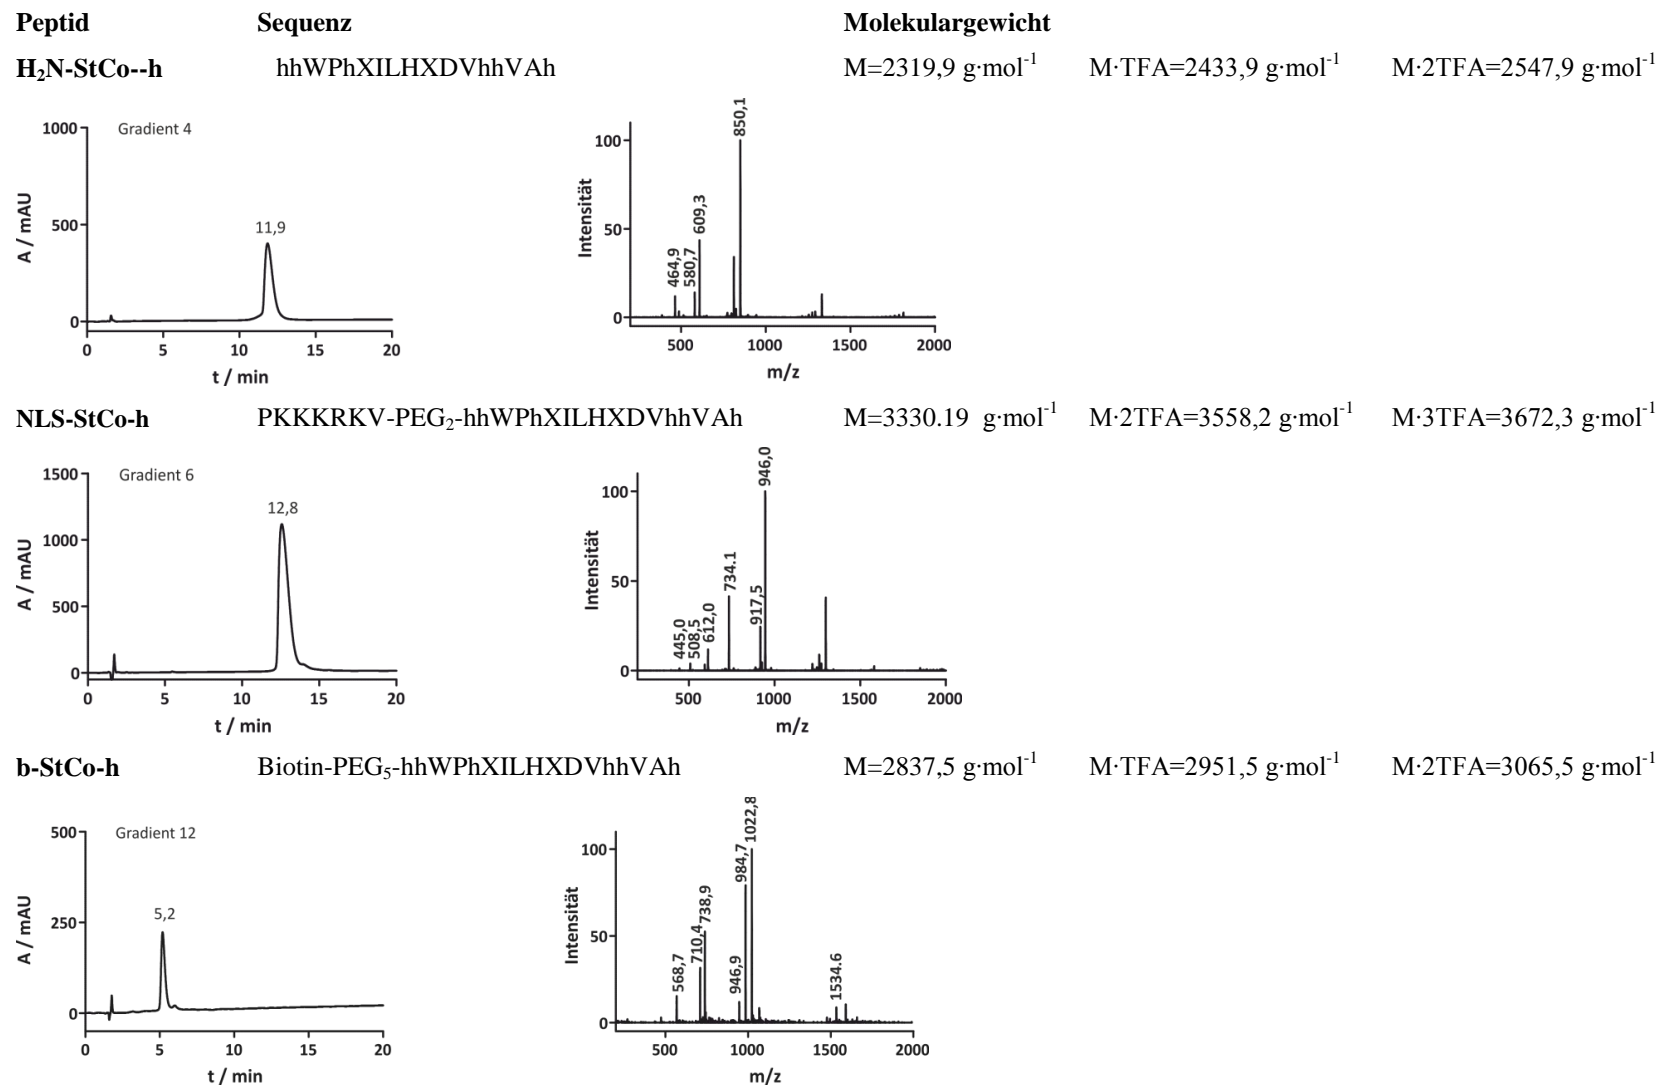 Peptid Sequenz Molekulargewicht
H₂N-StCo--h hhWPhXILHXDVhhVAh M=2319,9 g·mol⁻¹ M·TFA=2433,9 g·mol⁻¹ M·2TFA=2547,9 g·mol⁻¹
Gradient 4
A / mAU
1000
500
0
11,9
0 5 10 15 20
t / min
Intensität
100
50
0
464,9
580,7
609,3
850,1
500 1000 1500 2000
m/z
NLS-StCo-h PKKKRKV-PEG₂-hhWPhXILHXDVhhVAh M=3330.19 g·mol⁻¹ M·2TFA=3558,2 g·mol⁻¹ M·3TFA=3672,3 g·mol⁻¹
Gradient 6
A / mAU
1500
1000
500
0
12,8
0 5 10 15 20
t / min
Intensität
100
50
0
445,0
508,5
612,0
734.1
917,5
946,0
500 1000 1500 2000
m/z
b-StCo-h Biotin-PEG₅-hhWPhXILHXDVhhVAh M=2837,5 g·mol⁻¹ M·TFA=2951,5 g·mol⁻¹ M·2TFA=3065,5 g·mol⁻¹
Gradient 12
A / mAU
500
250
0
5,2
0 5 10 15 20
t / min
Intensität
100
50
0
568,7
710,4
738,9
946,9
984,7
1022,8
1534.6
500 1000 1500 2000
m/z